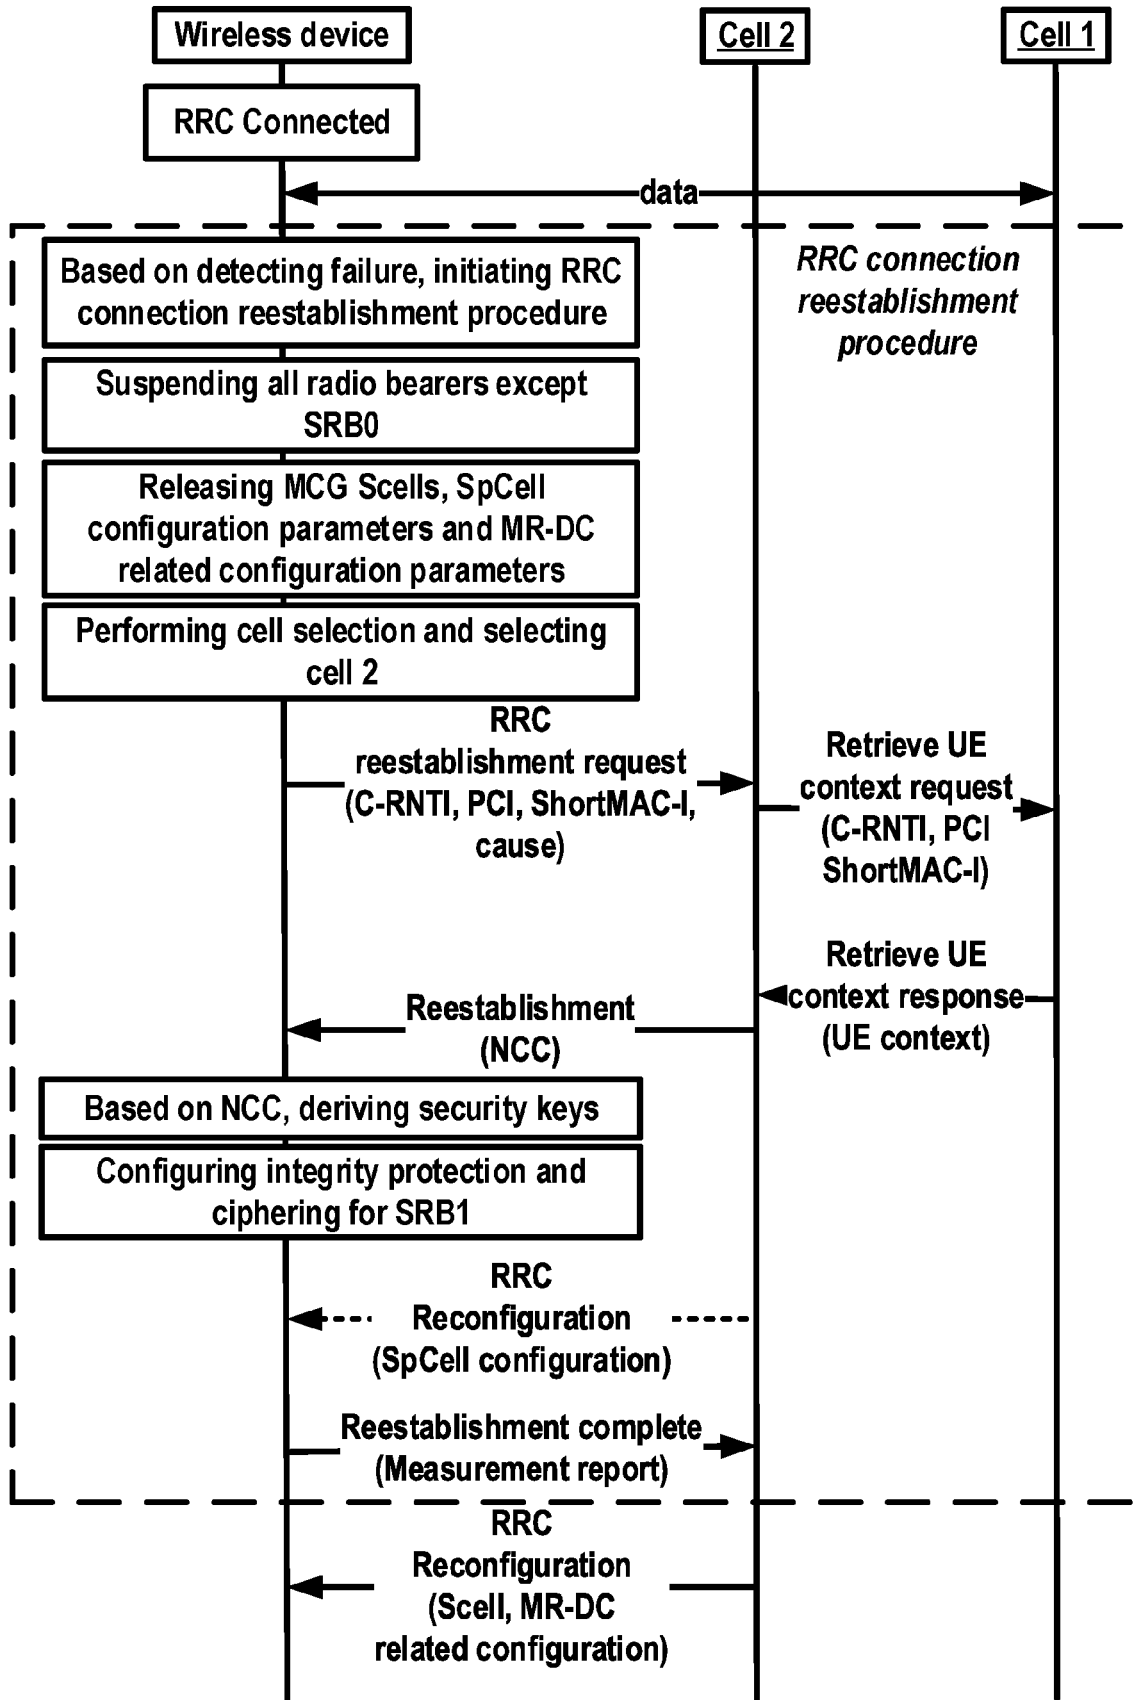 Wireless device
Cell 2
Cell 1
RRC Connected
data
RRC connection
reestablishment
procedure
Based on detecting failure, initiating RRC
connection reestablishment procedure
Suspending all radio bearers except
SRB0
Releasing MCG Scells, SpCell
configuration parameters and MR-DC
related configuration parameters
Performing cell selection and selecting
cell 2
RRC
reestablishment request
(C-RNTI, PCI, ShortMAC-I,
cause)
Retrieve UE
context request
(C-RNTI, PCI
ShortMAC-I)
Retrieve UE
context response
(UE context)
Reestablishment
(NCC)
Based on NCC, deriving security keys
Configuring integrity protection and
ciphering for SRB1
RRC
Reconfiguration
(SpCell configuration)
Reestablishment complete
(Measurement report)
RRC
Reconfiguration
(Scell, MR-DC
related configuration)